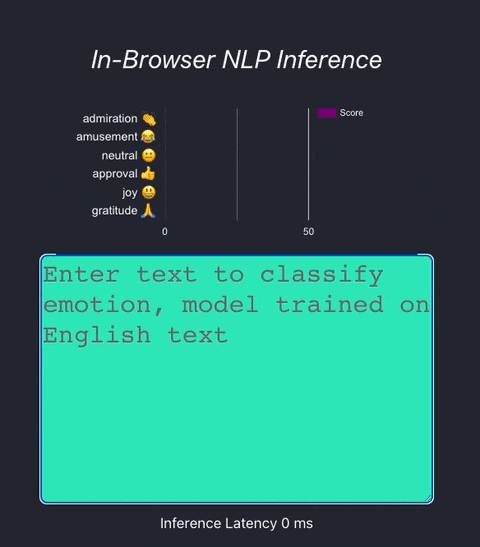 In-Browser NLP Inference
Score
admiration 👏
amusement 😂
neutral 😐
approval 👍
joy 😃
gratitude 🙏
0 50
Enter text to classify
emotion, model trained on
English text
Inference Latency 0 ms